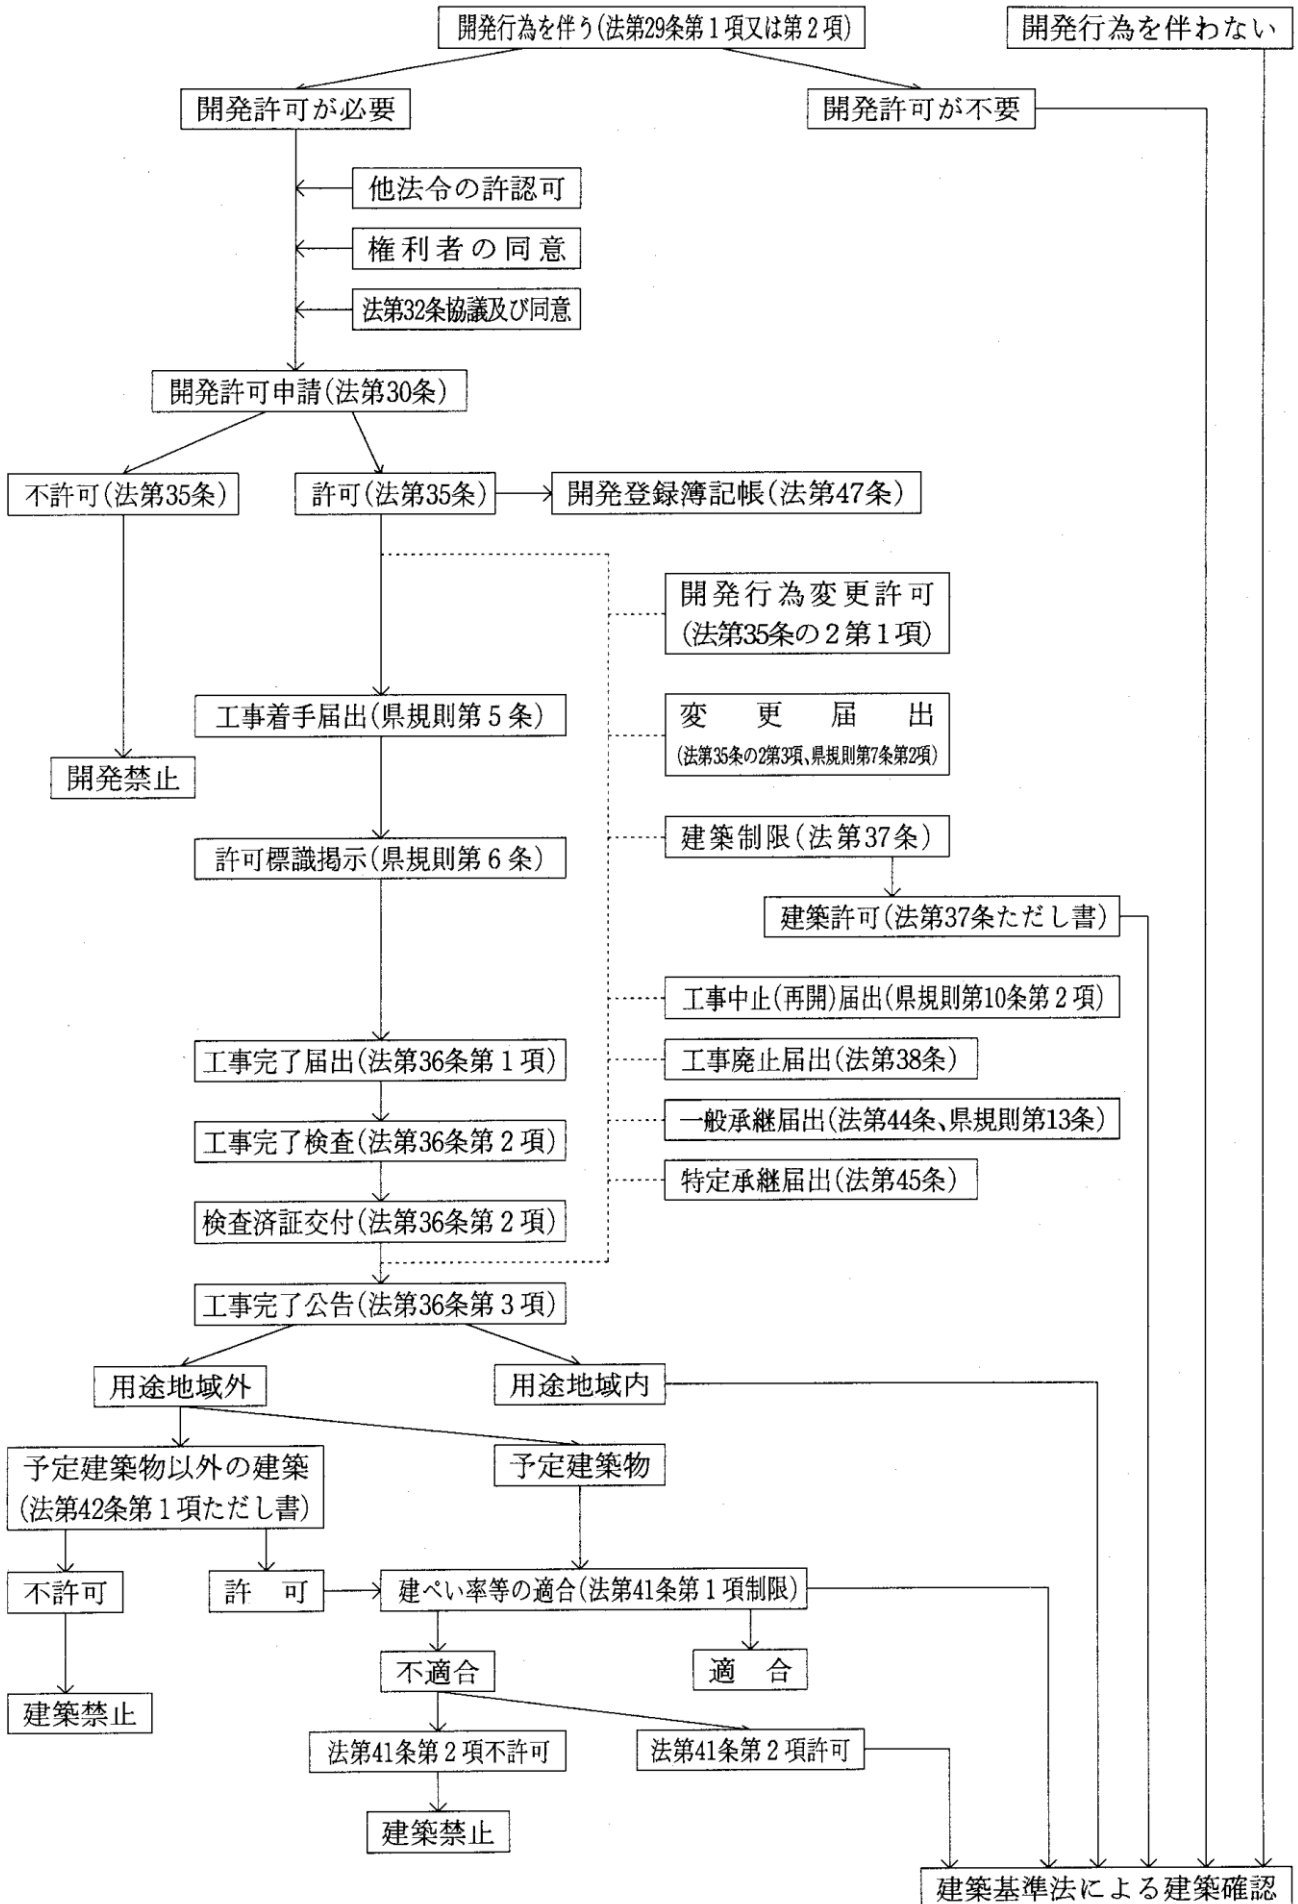 開発行為を伴う(法第29条第1項又は第2項)
開発行為を伴わない
開発許可が必要
開発許可が不要
他法令の許認可
権利者の同意
法第32条協議及び同意
開発許可申請(法第30条)
不許可(法第35条)
許可(法第35条)
開発登録簿記帳(法第47条)
開発行為変更許可
(法第35条の2第1項)
工事着手届出(県規則第5条)
変更届出
(法第35条の2第3項、県規則第7条第2項)
開発禁止
建築制限(法第37条)
許可標識掲示(県規則第6条)
建築許可(法第37条ただし書)
工事中止(再開)届出(県規則第10条第2項)
工事完了届出(法第36条第1項)
工事廃止届出(法第38条)
一般承継届出(法第44条、県規則第13条)
工事完了検査(法第36条第2項)
特定承継届出(法第45条)
検査済証交付(法第36条第2項)
工事完了公告(法第36条第3項)
用途地域外
用途地域内
予定建築物以外の建築
(法第42条第1項ただし書)
予定建築物
不許可
許可
建ぺい率等の適合(法第41条第1項制限)
不適合
適合
建築禁止
法第41条第2項不許可
法第41条第2項許可
建築禁止
建築基準法による建築確認